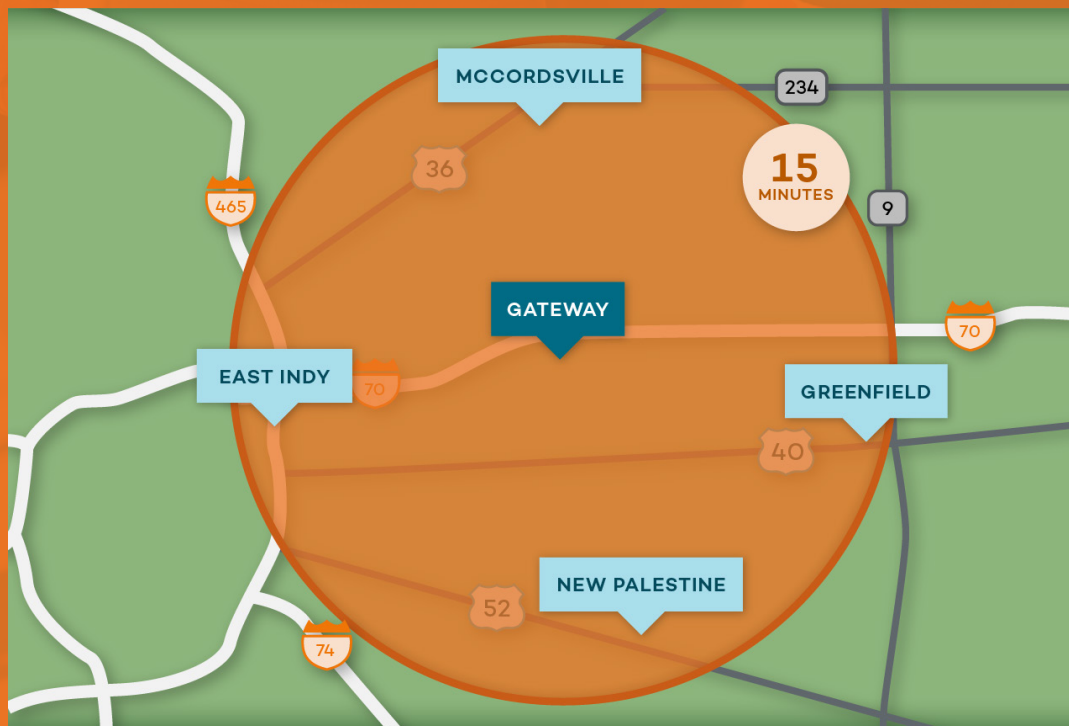 MCCORDSVILLE
234
36
15
MINUTES
465
9
GATEWAY
70
EAST INDY
70
GREENFIELD
40
NEW PALESTINE
52
74